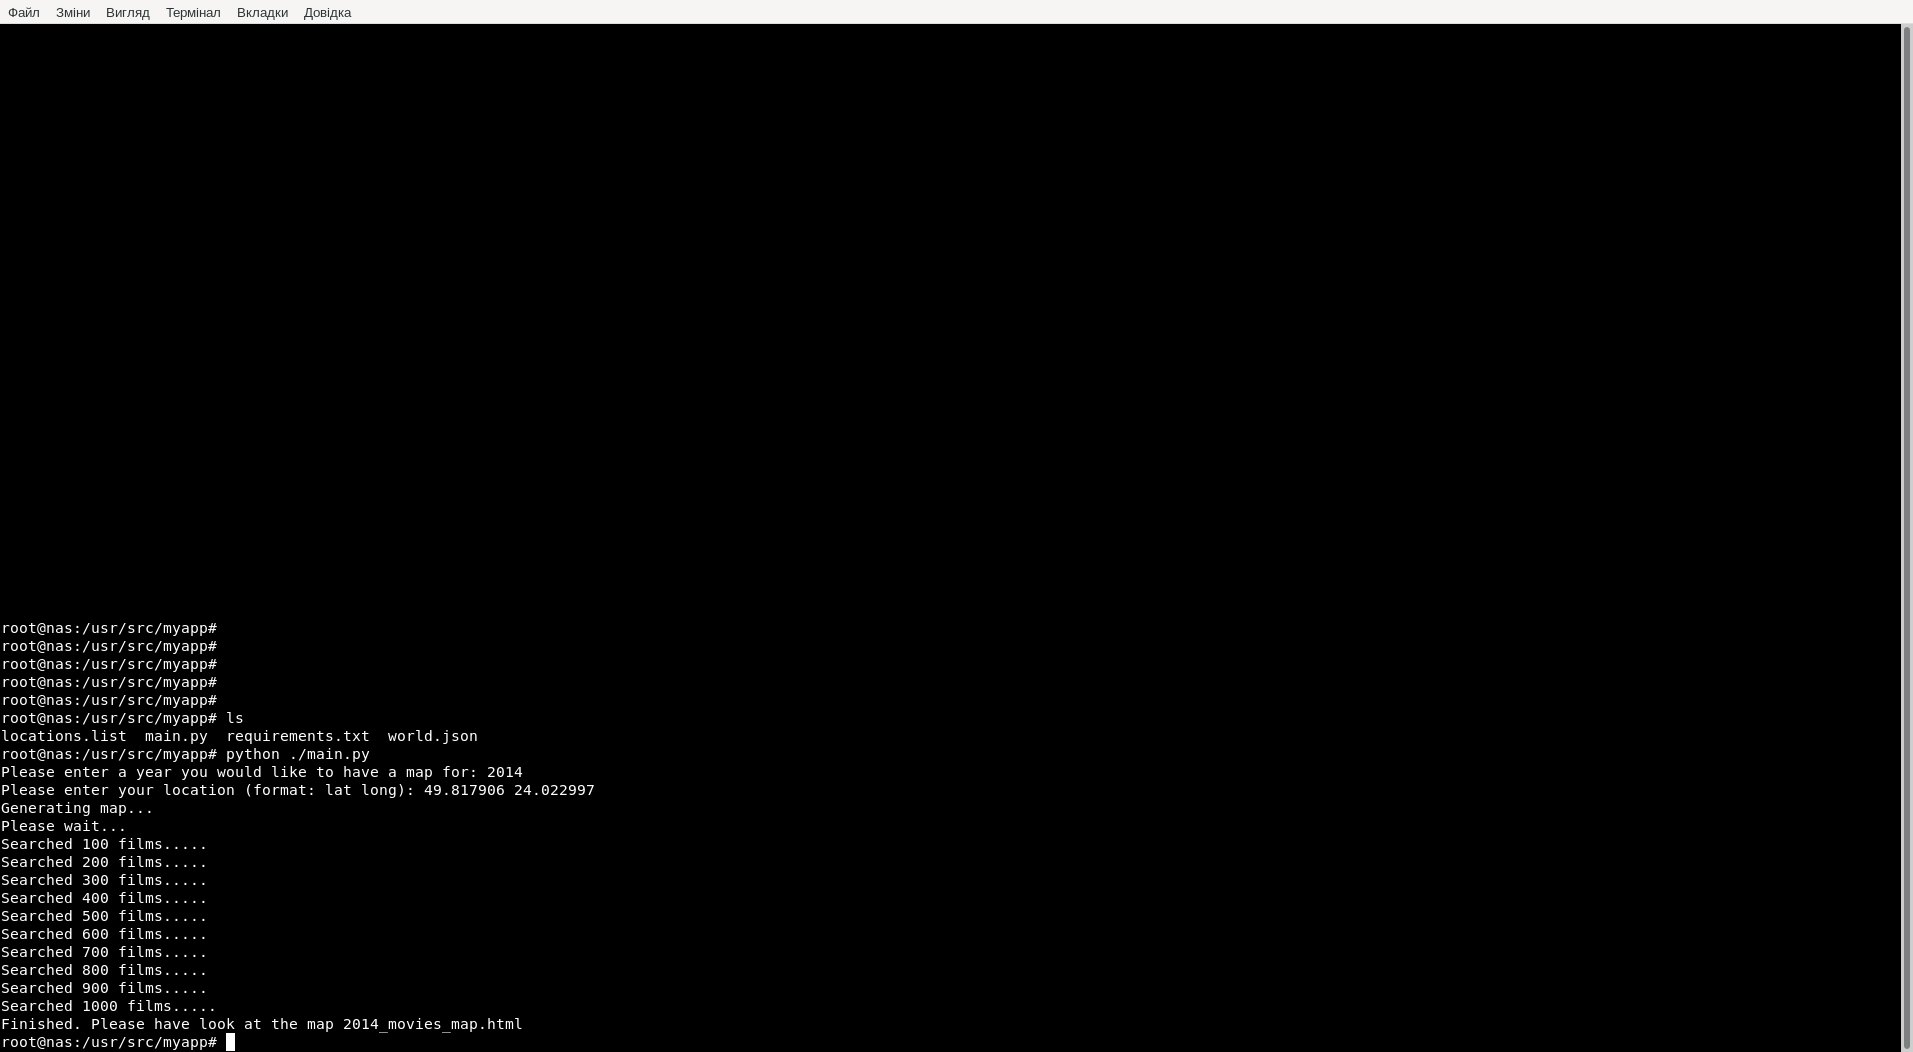 Файл Зміни Вигляд Термінал Вкладки Довідка
root@nas:/usr/src/myapp#
root@nas:/usr/src/myapp#
root@nas:/usr/src/myapp#
root@nas:/usr/src/myapp#
root@nas:/usr/src/myapp#
root@nas:/usr/src/myapp# ls
locations.list  main.py  requirements.txt  world.json
root@nas:/usr/src/myapp# python ./main.py
Please enter a year you would like to have a map for: 2014
Please enter your location (format: lat long): 49.817906 24.022997
Generating map...
Please wait...
Searched 100 films.....
Searched 200 films.....
Searched 300 films.....
Searched 400 films.....
Searched 500 films.....
Searched 600 films.....
Searched 700 films.....
Searched 800 films.....
Searched 900 films.....
Searched 1000 films.....
Finished. Please have look at the map 2014_movies_map.html
root@nas:/usr/src/myapp#